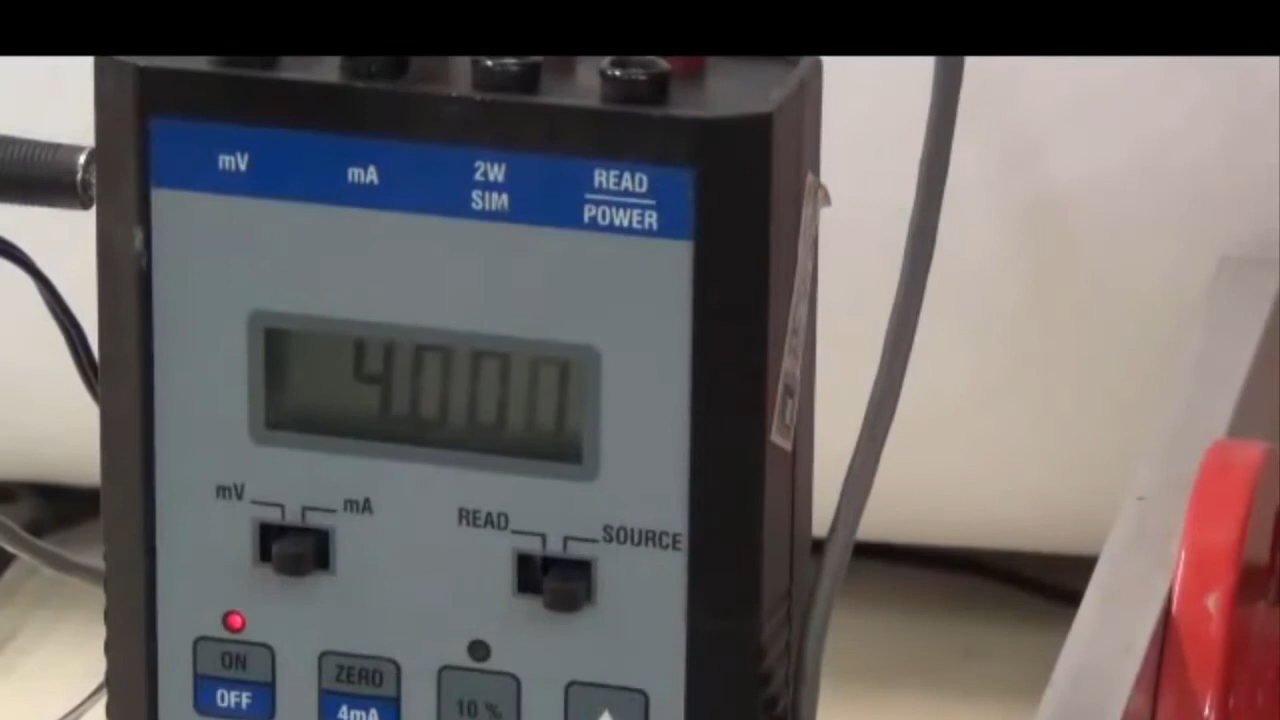 mV mA 2W SIM READ POWER
4.000
mV mA READ SOURCE
ON OFF
ZERO 4mA
10 %